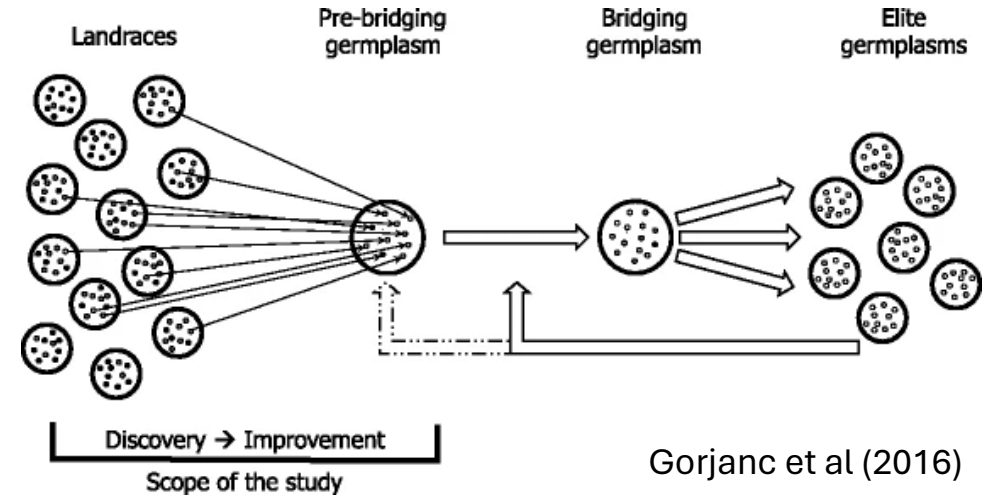 Landraces
Pre-bridging
germplasm
Bridging
germplasm
Elite
germplasms
Discovery → Improvement
Scope of the study
Gorjanc et al (2016)